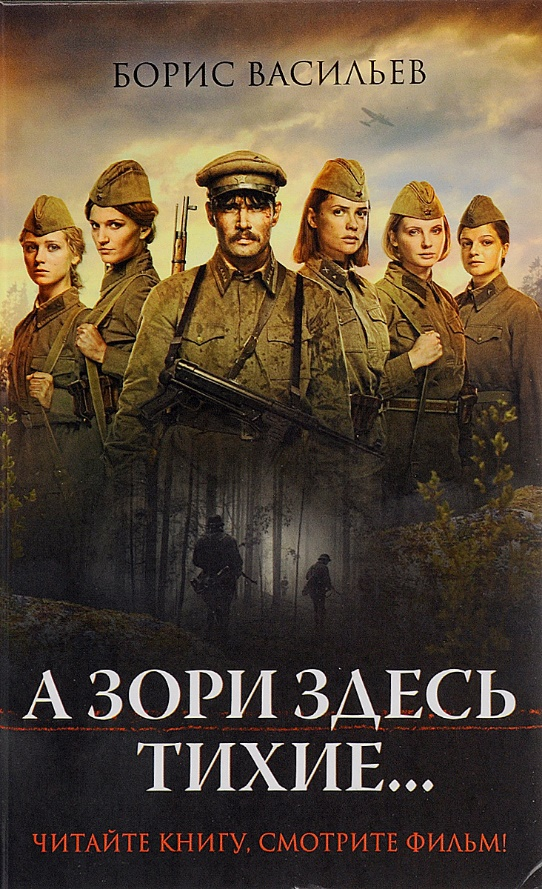 БОРИС ВАСИЛЬЕВ
А ЗОРИ ЗДЕСЬ
ТИХИЕ...
ЧИТАЙТЕ КНИГУ, СМОТРИТЕ ФИЛЬМ!